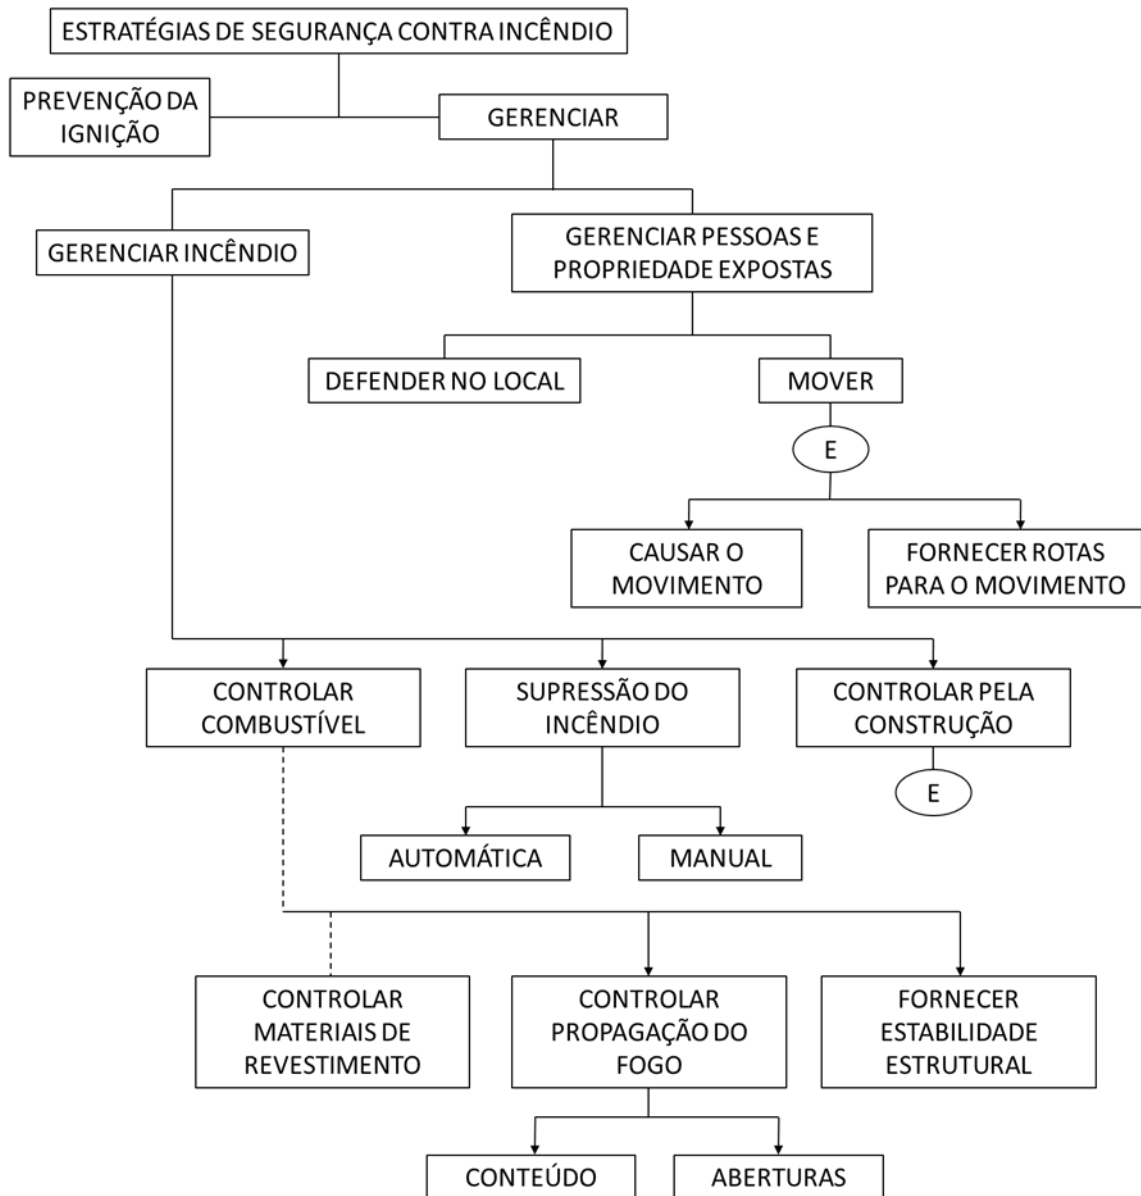 ESTRATÉGIAS DE SEGURANÇA CONTRA INCÊNDIO
PREVENÇÃO DA
IGNIÇÃO
GERENCIAR
GERENCIAR INCÊNDIO
GERENCIAR PESSOAS E
PROPRIEDADE EXPOSTAS
DEFENDER NO LOCAL
MOVER
E
CAUSAR O
MOVIMENTO
FORNECER ROTAS
PARA O MOVIMENTO
CONTROLAR
COMBUSTÍVEL
SUPRESSÃO DO
INCÊNDIO
CONTROLAR PELA
CONSTRUÇÃO
E
AUTOMÁTICA
MANUAL
CONTROLAR
MATERIAIS DE
REVESTIMENTO
CONTROLAR
PROPAGAÇÃO DO
FOGO
FORNECER
ESTABILIDADE
ESTRUTURAL
CONTEÚDO
ABERTURAS